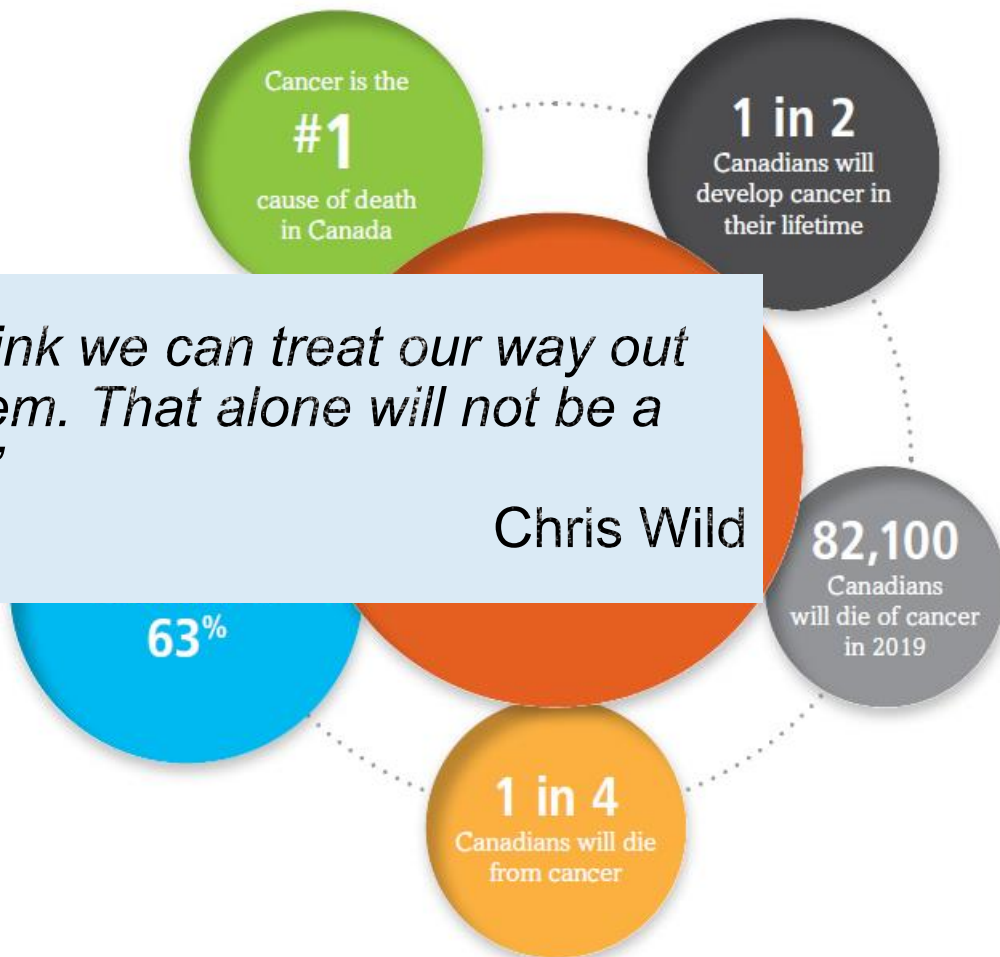 Cancer is the
#1
cause of death
in Canada
1 in 2
Canadians will
develop cancer in
their lifetime
ink we can treat our way out
em. That alone will not be a
”
Chris Wild
82,100
Canadians
will die of cancer
in 2019
63%
1 in 4
Canadians will die
from cancer